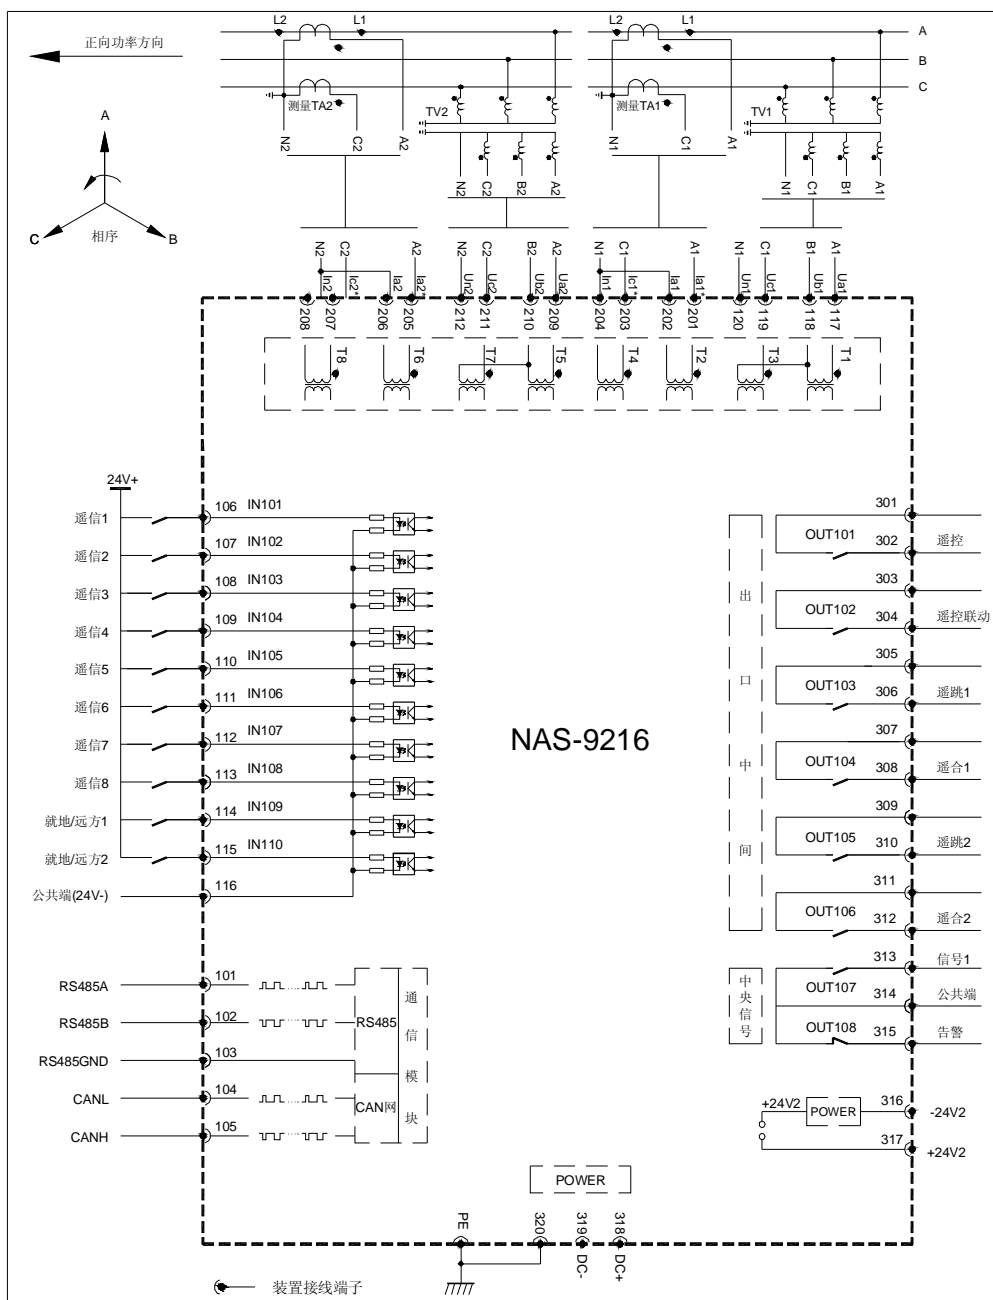 L2 L1 L2 L1
正向功率方向
A
B
C
测量TA2 TV2 测量TA1 TV1
N2 C2 A2 N2 C2 B2 A2 N1 C1 A1 N1 C1 B1 A1
A
C B
相序
N2 C2 A2 N2 C2 B2 A2 N1 C1 A1 N1 C1 B1 A1
In2 Ic2* Ia2 Ia2* Un2 Uc2 Ub2 Ua2 In1 Ic1* Ia1 Ia1* Un1 Uc1 Ub1 Ua1
208 207 206 205 212 211 210 209 204 203 202 201 120 119 118 117
T8 T6 T7 T5 T4 T2 T3 T1
24V+
遥信1 106 IN101
遥信2 107 IN102
遥信3 108 IN103
遥信4 109 IN104
遥信5 110 IN105
遥信6 111 IN106
遥信7 112 IN107
遥信8 113 IN108
就地/远方1 114 IN109
就地/远方2 115 IN110
公共端(24V-) 116
RS485A 101
RS485B 102
RS485GND 103
CANL 104
CANH 105
RS485
CAN网
通信模块
NAS-9216
出口中间
301
OUT101 302 遥控
303
OUT102 304 遥控联动
305
OUT103 306 遥跳1
307
OUT104 308 遥合1
309
OUT105 310 遥跳2
311
OUT106 312 遥合2
中央信号
313 信号1
OUT107 314 公共端
OUT108 315 告警
+24V2 POWER 316 -24V2
317 +24V2
POWER
PE 320 319 318
DC- DC+
装置接线端子